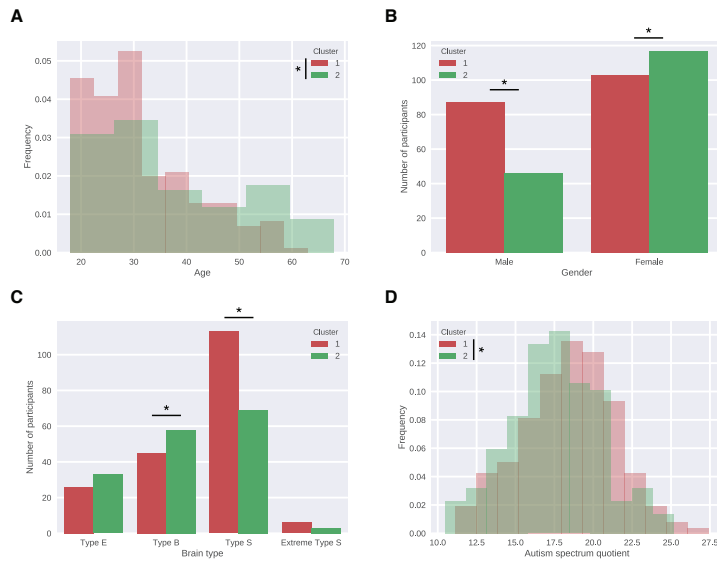 A
Cluster
1
2
*
0.05
0.04
0.03
0.02
0.01
0.00
Frequency
20 30 40 50 60 70
Age
B
Cluster
1
2
*
*
120
100
80
60
40
20
0
Number of participants
Male Female
Gender
C
Cluster
1
2
*
*
100
80
60
40
20
0
Number of participants
Type E Type B Type S Extreme Type S
Brain type
D
Cluster
1
2
*
0.14
0.12
0.10
0.08
0.06
0.04
0.02
0.00
Frequency
10.0 12.5 15.0 17.5 20.0 22.5 25.0 27.5
Autism spectrum quotient